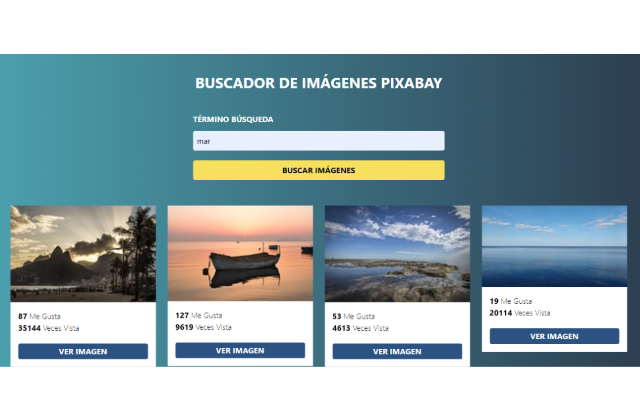 BUSCADOR DE IMÁGENES PIXABAY
TÉRMINO BÚSQUEDA
mar
BUSCAR IMÁGENES
87 Me Gusta
35144 Veces Vista
VER IMAGEN
127 Me Gusta
9619 Veces Vista
VER IMAGEN
53 Me Gusta
4613 Veces Vista
VER IMAGEN
19 Me Gusta
20114 Veces Vista
VER IMAGEN